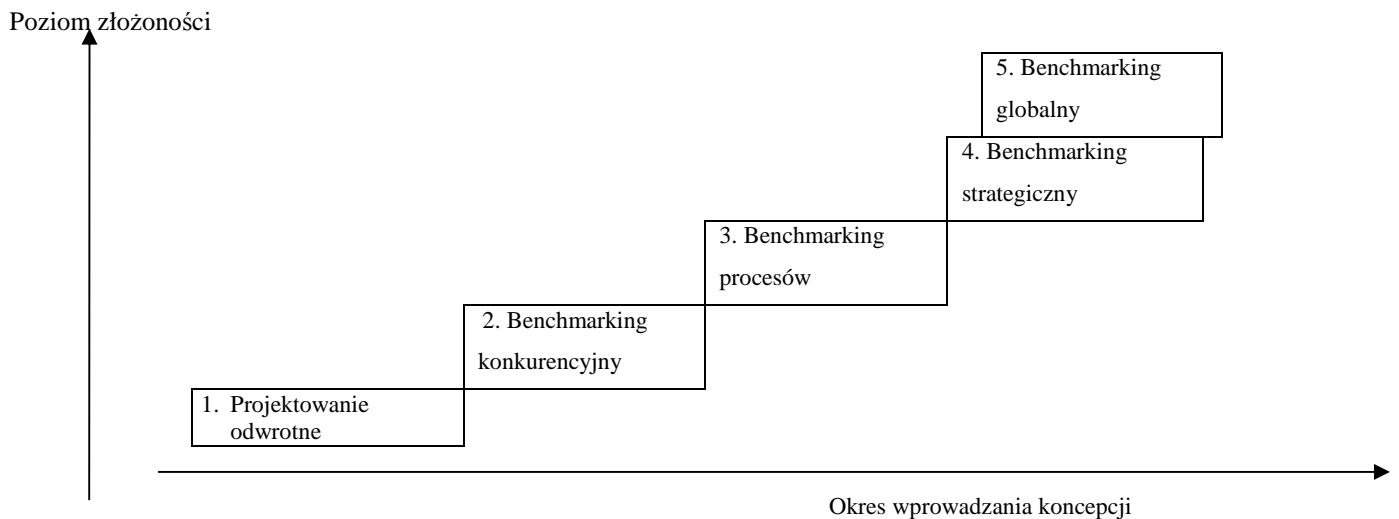 Poziom złożoności
5. Benchmarking
globalny
4. Benchmarking
strategiczny
3. Benchmarking
procesów
2. Benchmarking
konkurencyjny
1. Projektowanie
odwrotne
Okres wprowadzania koncepcji